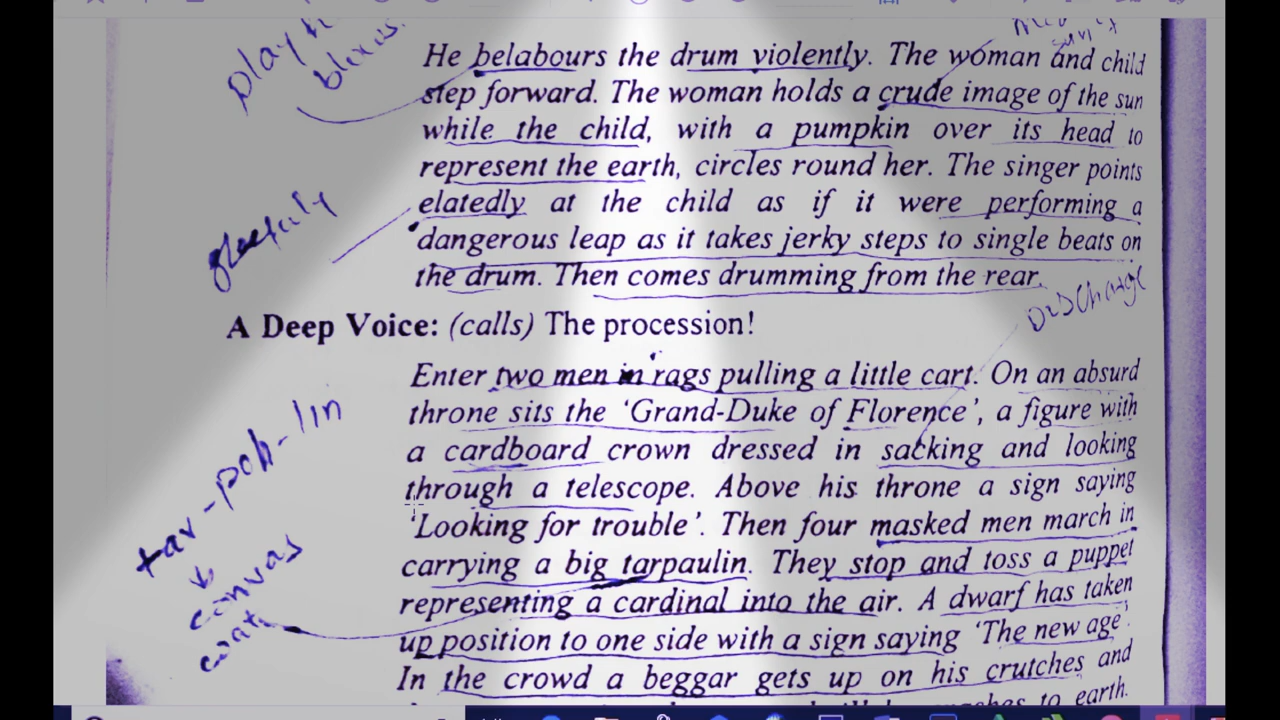 He belabours the drum violently. The woman and child
step forward. The woman holds a crude image of the sun
while the child, with a pumpkin over its head to
represent the earth, circles round her. The singer points
elatedly at the child as if it were performing a
dangerous leap as it takes jerky steps to single beats on
the drum. Then comes drumming from the rear.
A Deep Voice: (calls) The procession!
Enter two men in rags pulling a little cart. On an absurd
throne sits the 'Grand-Duke of Florence', a figure with
a cardboard crown dressed in sacking and looking
through a telescope. Above his throne a sign saying
'Looking for trouble'. Then four masked men march in
carrying a big tarpaulin. They stop and toss a puppet
representing a cardinal into the air. A dwarf has taken
up position to one side with a sign saying 'The new age'.
In the crowd a beggar gets up on his crutches and
to earth.
tar-poh-lin